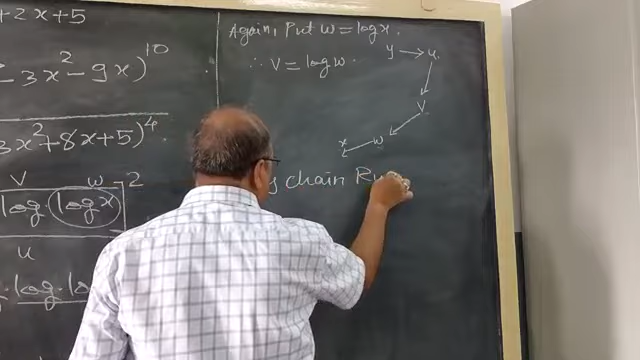 +2x+5
-3x²-9x)¹⁰
3x²+8x+5)⁴.
V w -2
log (log x)
u
log. lo
Again, Put w = log x.
∴ V = log w.
y → u
V
x w
y chain Ru